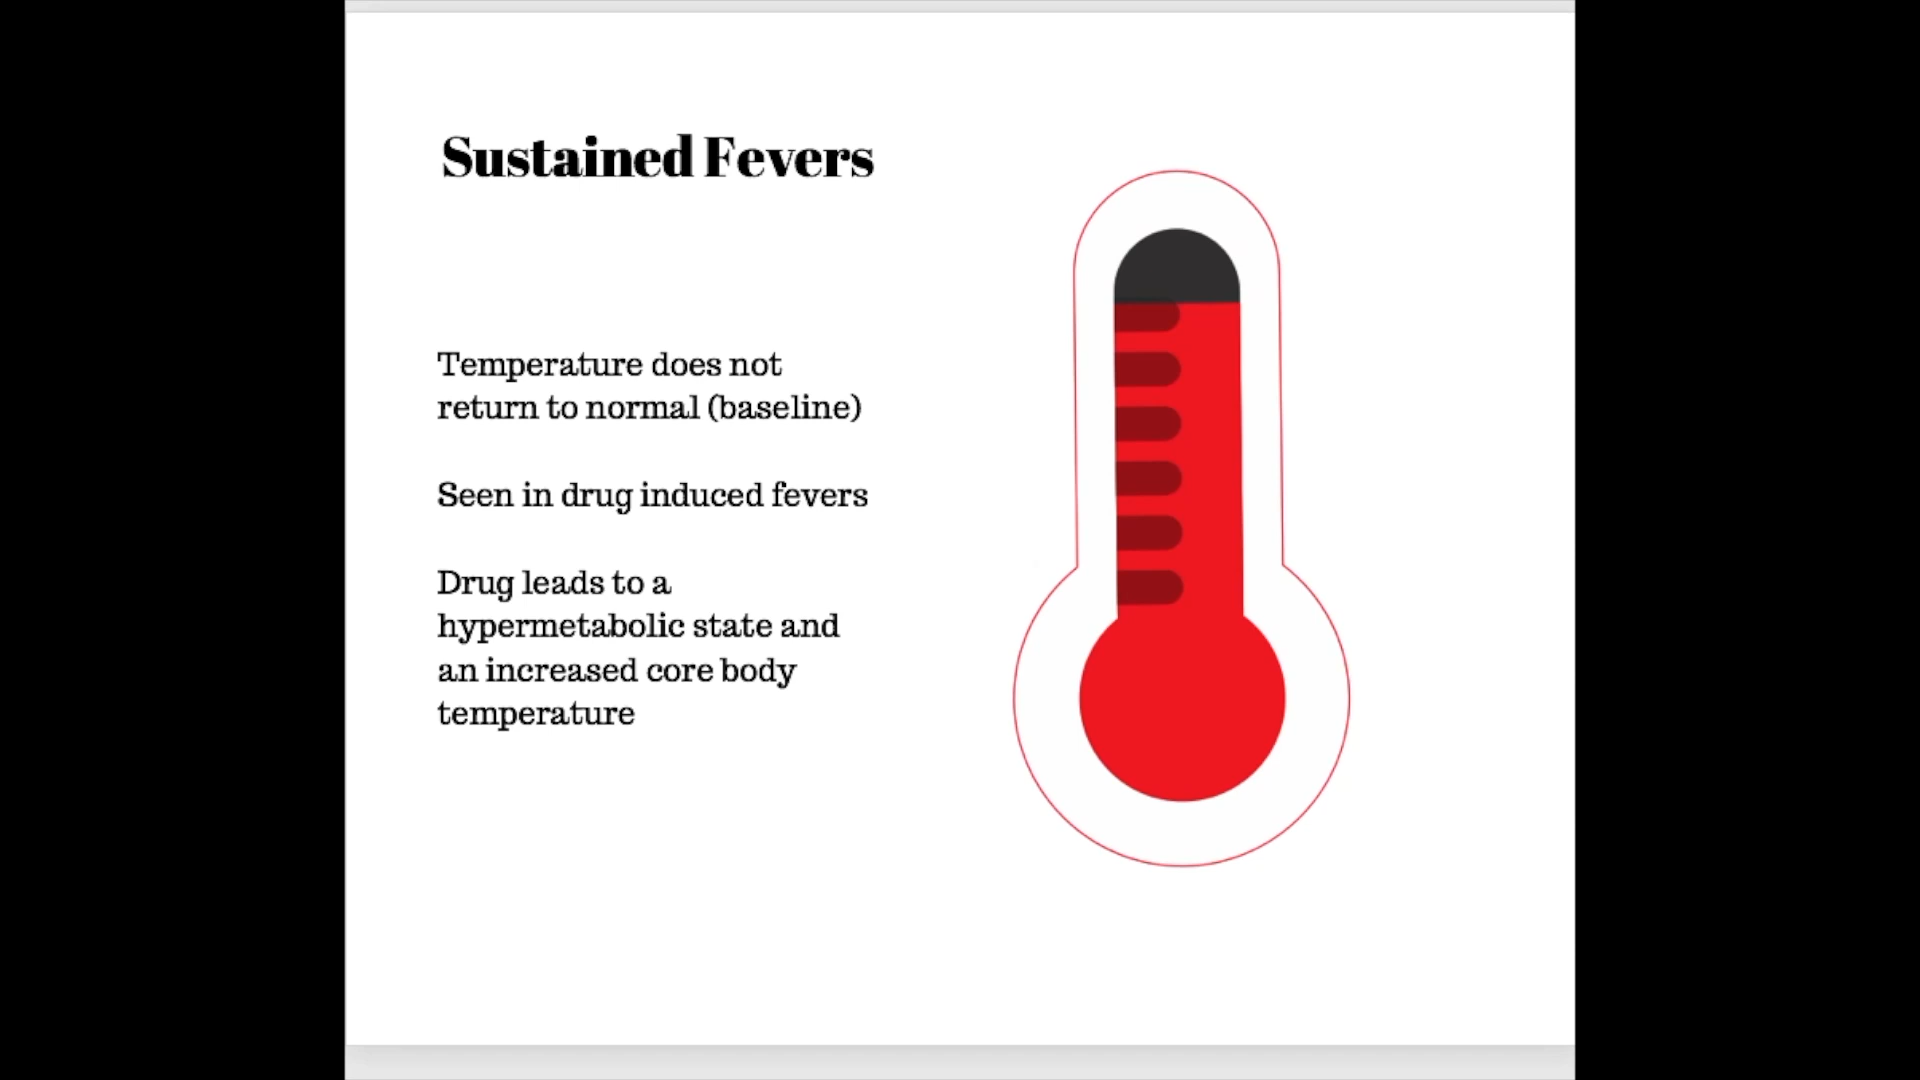 Sustained Fevers
Temperature does not
return to normal (baseline)
Seen in drug induced fevers
Drug leads to a
hypermetabolic state and
an increased core body
temperature